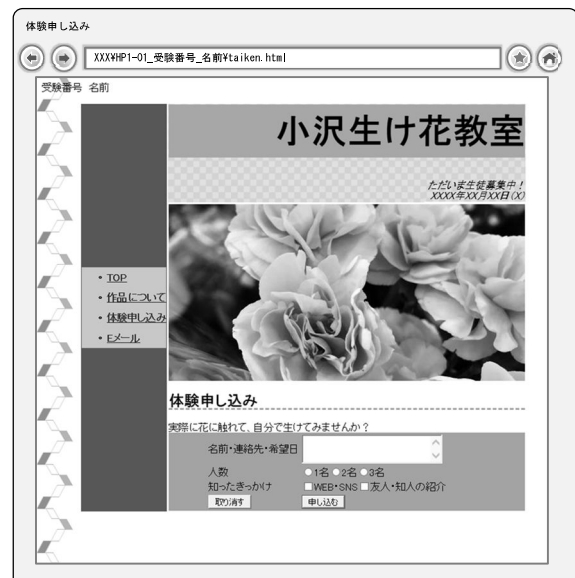 体験申し込み
XXX¥HP1-01_受験番号_名前¥taiken.html
受験番号 名前
小沢生け花教室
ただいま生徒募集中！
XXXX年XX月XX日(X)
・TOP
・作品について
・体験申し込み
・Eメール
体験申し込み
実際に花に触れて、自分で生けてみませんか？
名前・連絡先・希望日
人数 1名 2名 3名
知ったきっかけ WEB・SNS 友人・知人の紹介
取り消す 申し込む